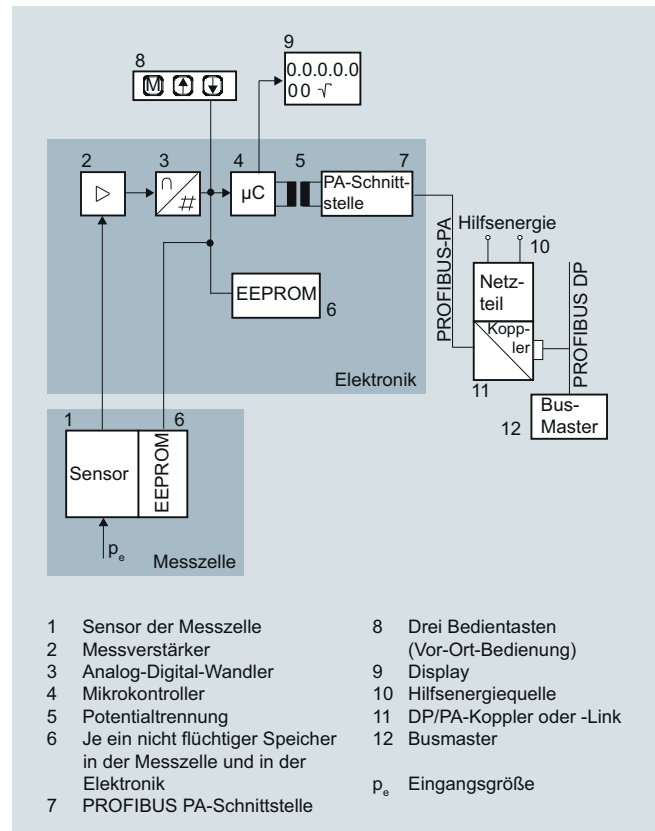 9
8
0.0.0.0.0
00 √
M ↑ ↓
2
3
4
5
7
∩
#
µC
PA-Schnitt-
stelle
Hilfsenergie
10
PROFIBUS-PA
Netz-
teil
PROFIBUS DP
EEPROM
6
Kopp-
ler
Elektronik
11
Bus-
Master
12
1
6
Sensor
EEPROM
pe
Messzelle
1 Sensor der Messzelle
2 Messverstärker
3 Analog-Digital-Wandler
4 Mikrokontroller
5 Potentialtrennung
6 Je ein nicht flüchtiger Speicher
in der Messzelle und in der
Elektronik
7 PROFIBUS PA-Schnittstelle
8 Drei Bedientasten
(Vor-Ort-Bedienung)
9 Display
10 Hilfsenergiequelle
11 DP/PA-Koppler oder -Link
12 Busmaster
pe Eingangsgröße